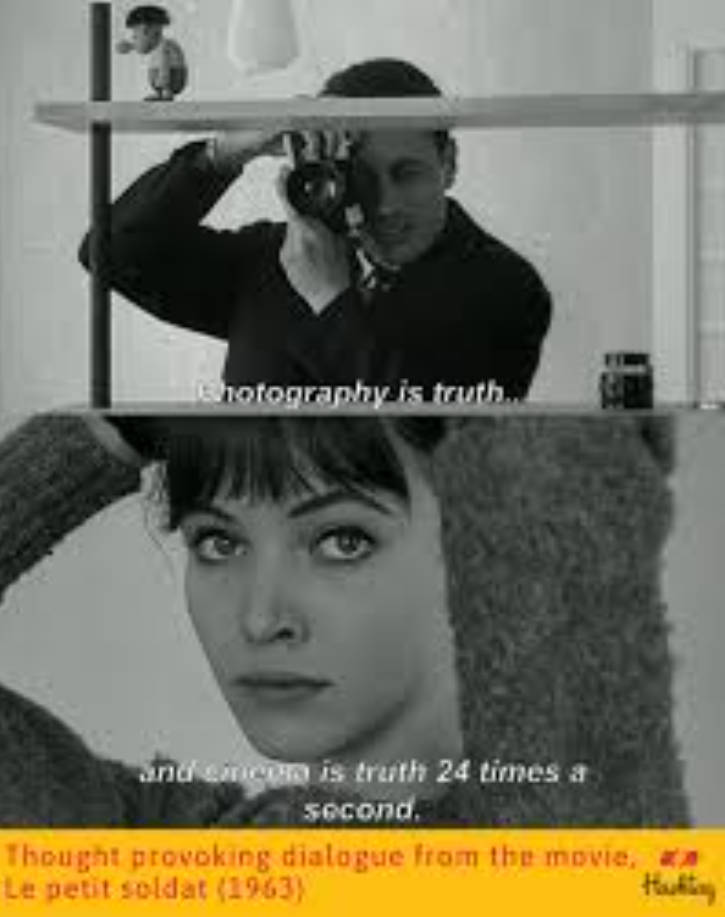 Photography is truth...
and cinema is truth 24 times a
second.
Thought provoking dialogue from the movie,
Le petit soldat (1963)